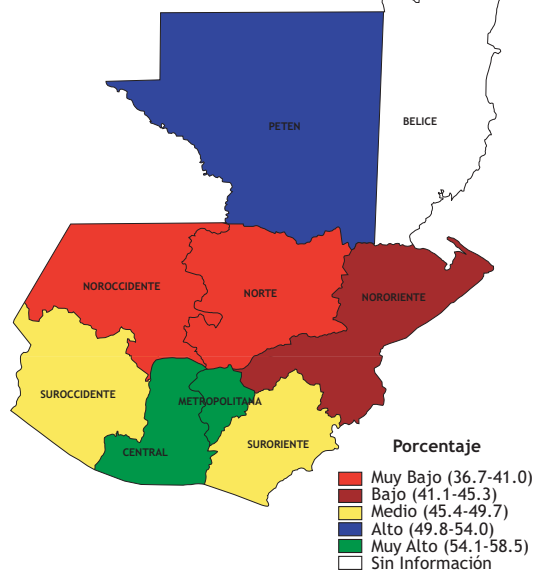 PETEN
BELICE
NOROCCIDENTE
NORTE
NORORIENTE
SUROCCIDENTE
METROPOLITANA
CENTRAL
SURORIENTE
Porcentaje
Muy Bajo (36.7-41.0)
Bajo (41.1-45.3)
Medio (45.4-49.7)
Alto (49.8-54.0)
Muy Alto (54.1-58.5)
Sin Información